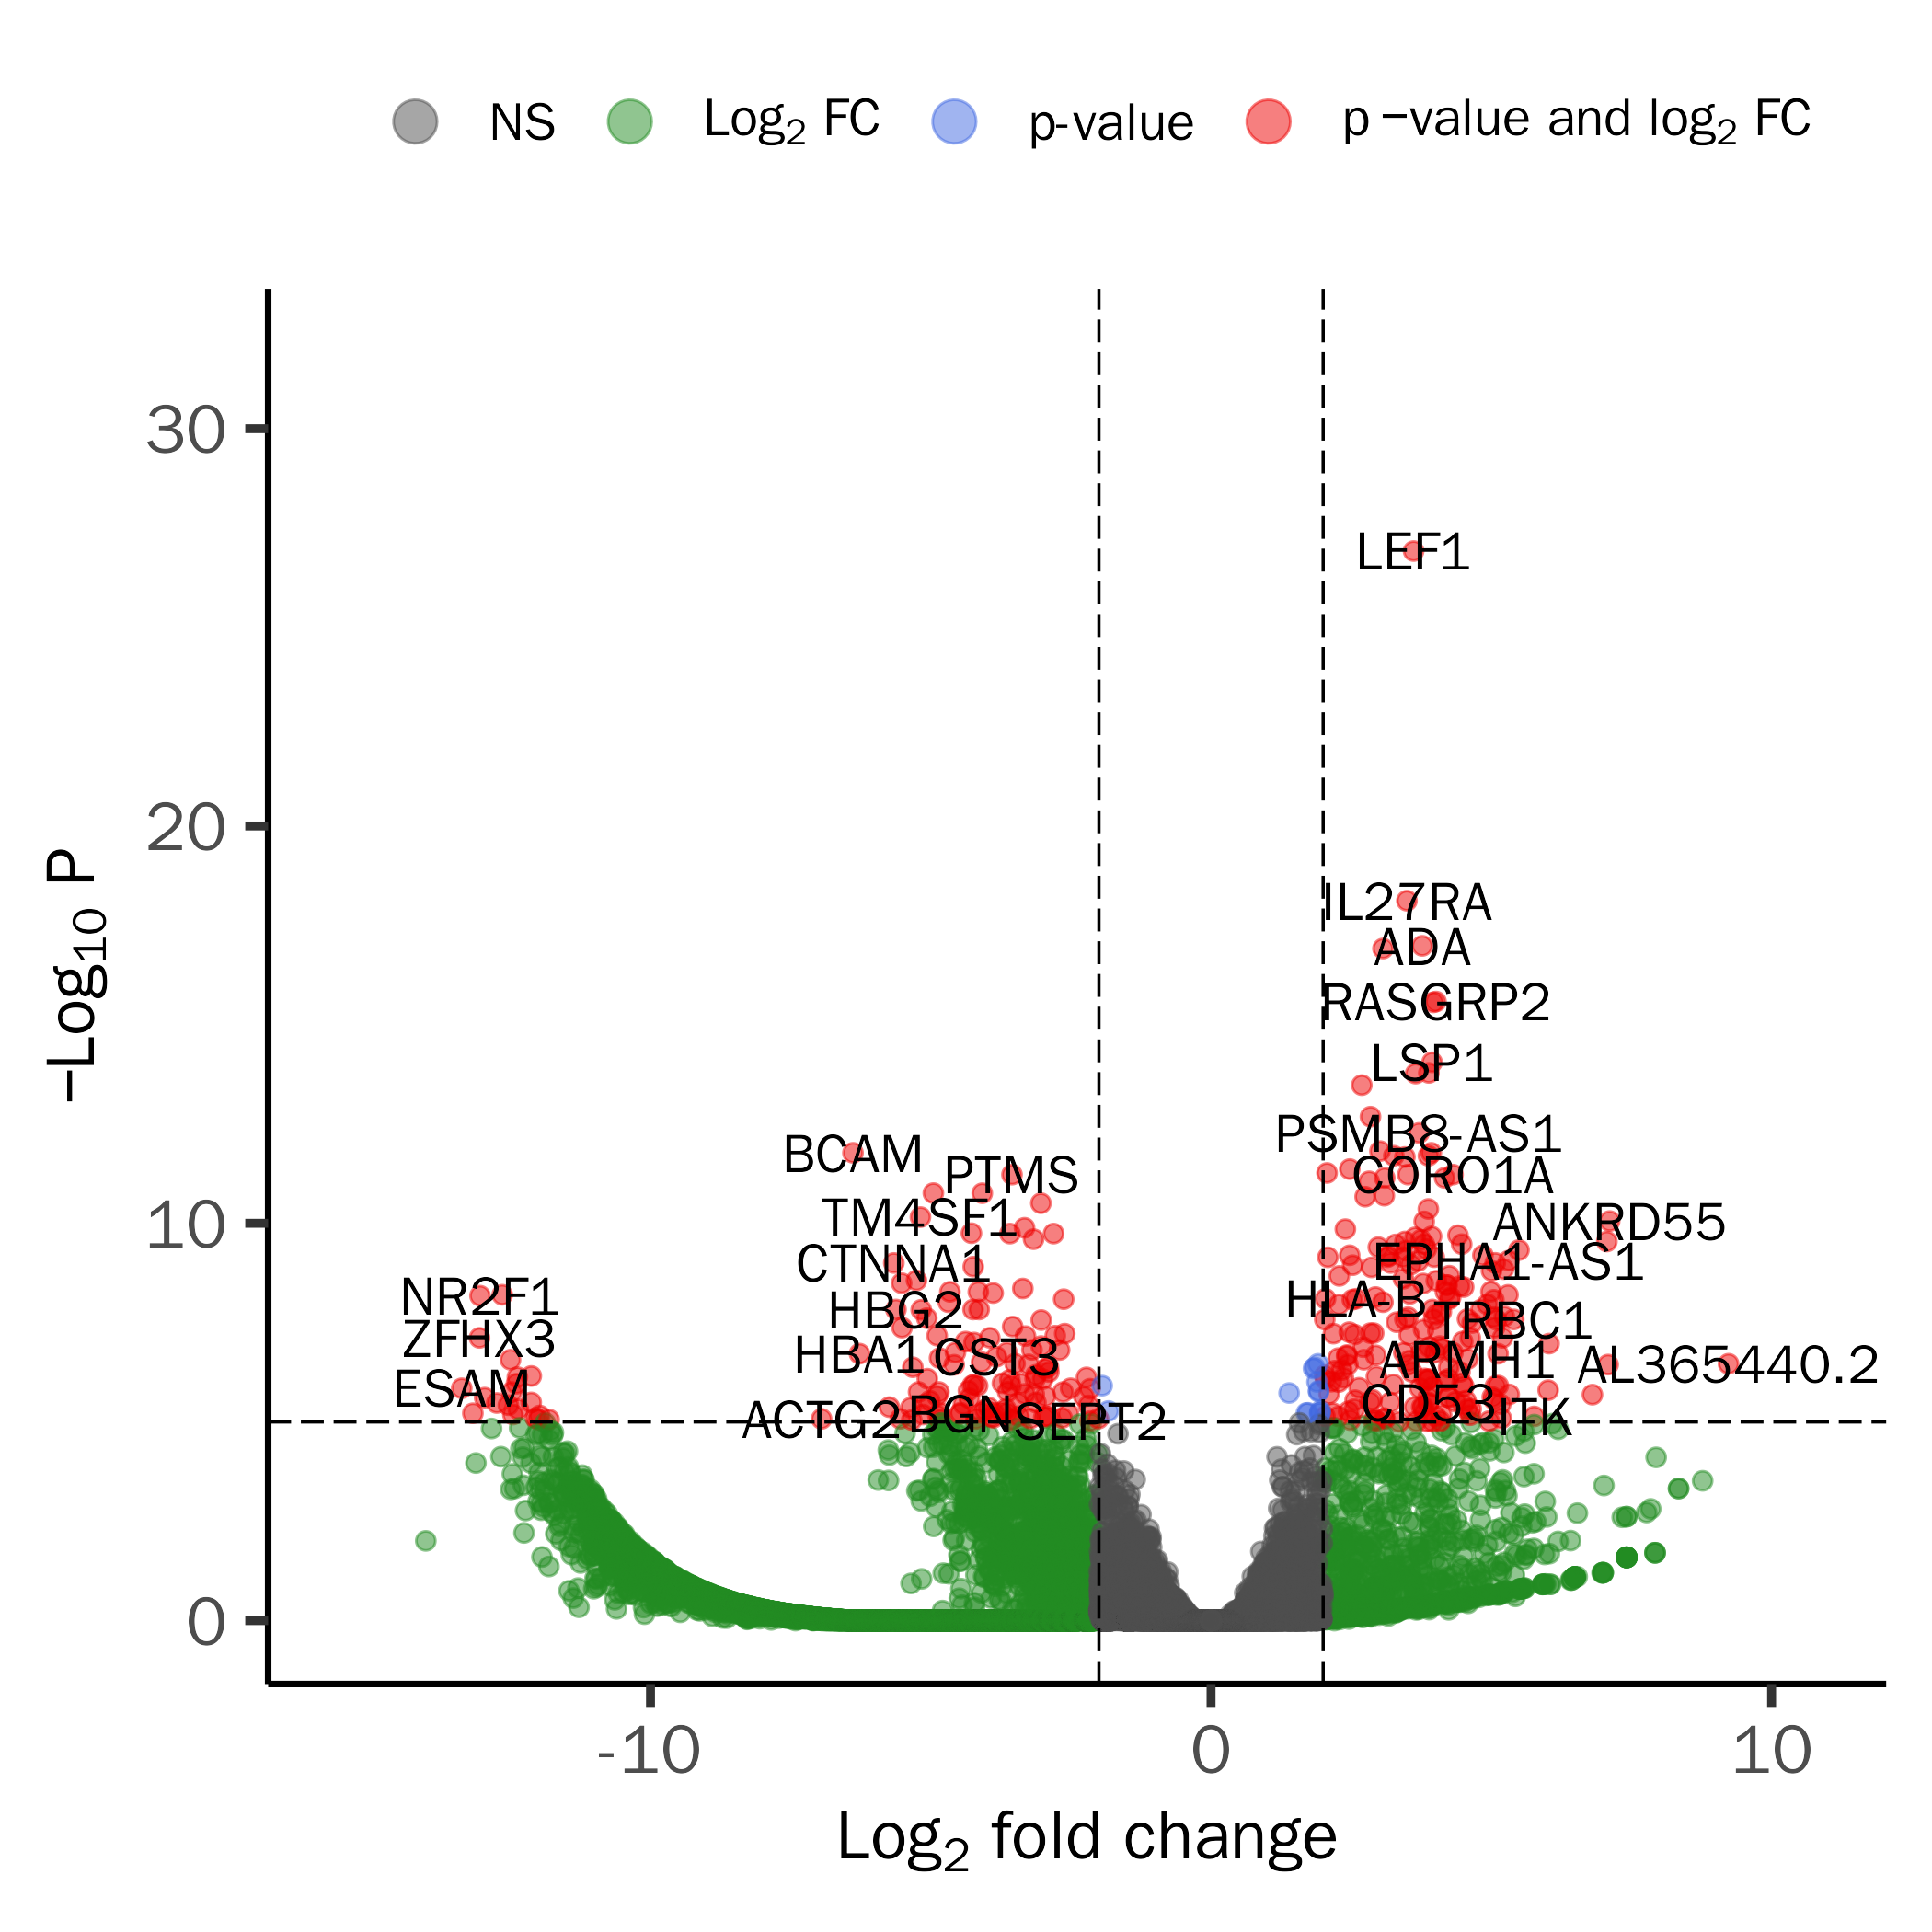 NS Log₂ FC p-value p −value and log₂ FC
30
20
10
0
−Log₁₀ P
LEF1
IL27RA
ADA
RASGRP2
LSP1
PSMB8-AS1
BCAM
PTMS
CORO1A
TM4SF1
ANKRD55
CTNNA1
EPHA1-AS1
NR2F1
HBG2
HLA-B
TRBC1
ZFHX3
HBA1
CST3
ARMH1
AL365440.2
ESAM
CD53
ACTG2
BGN
SEPT2
ITK
-10
0
10
Log₂ fold change